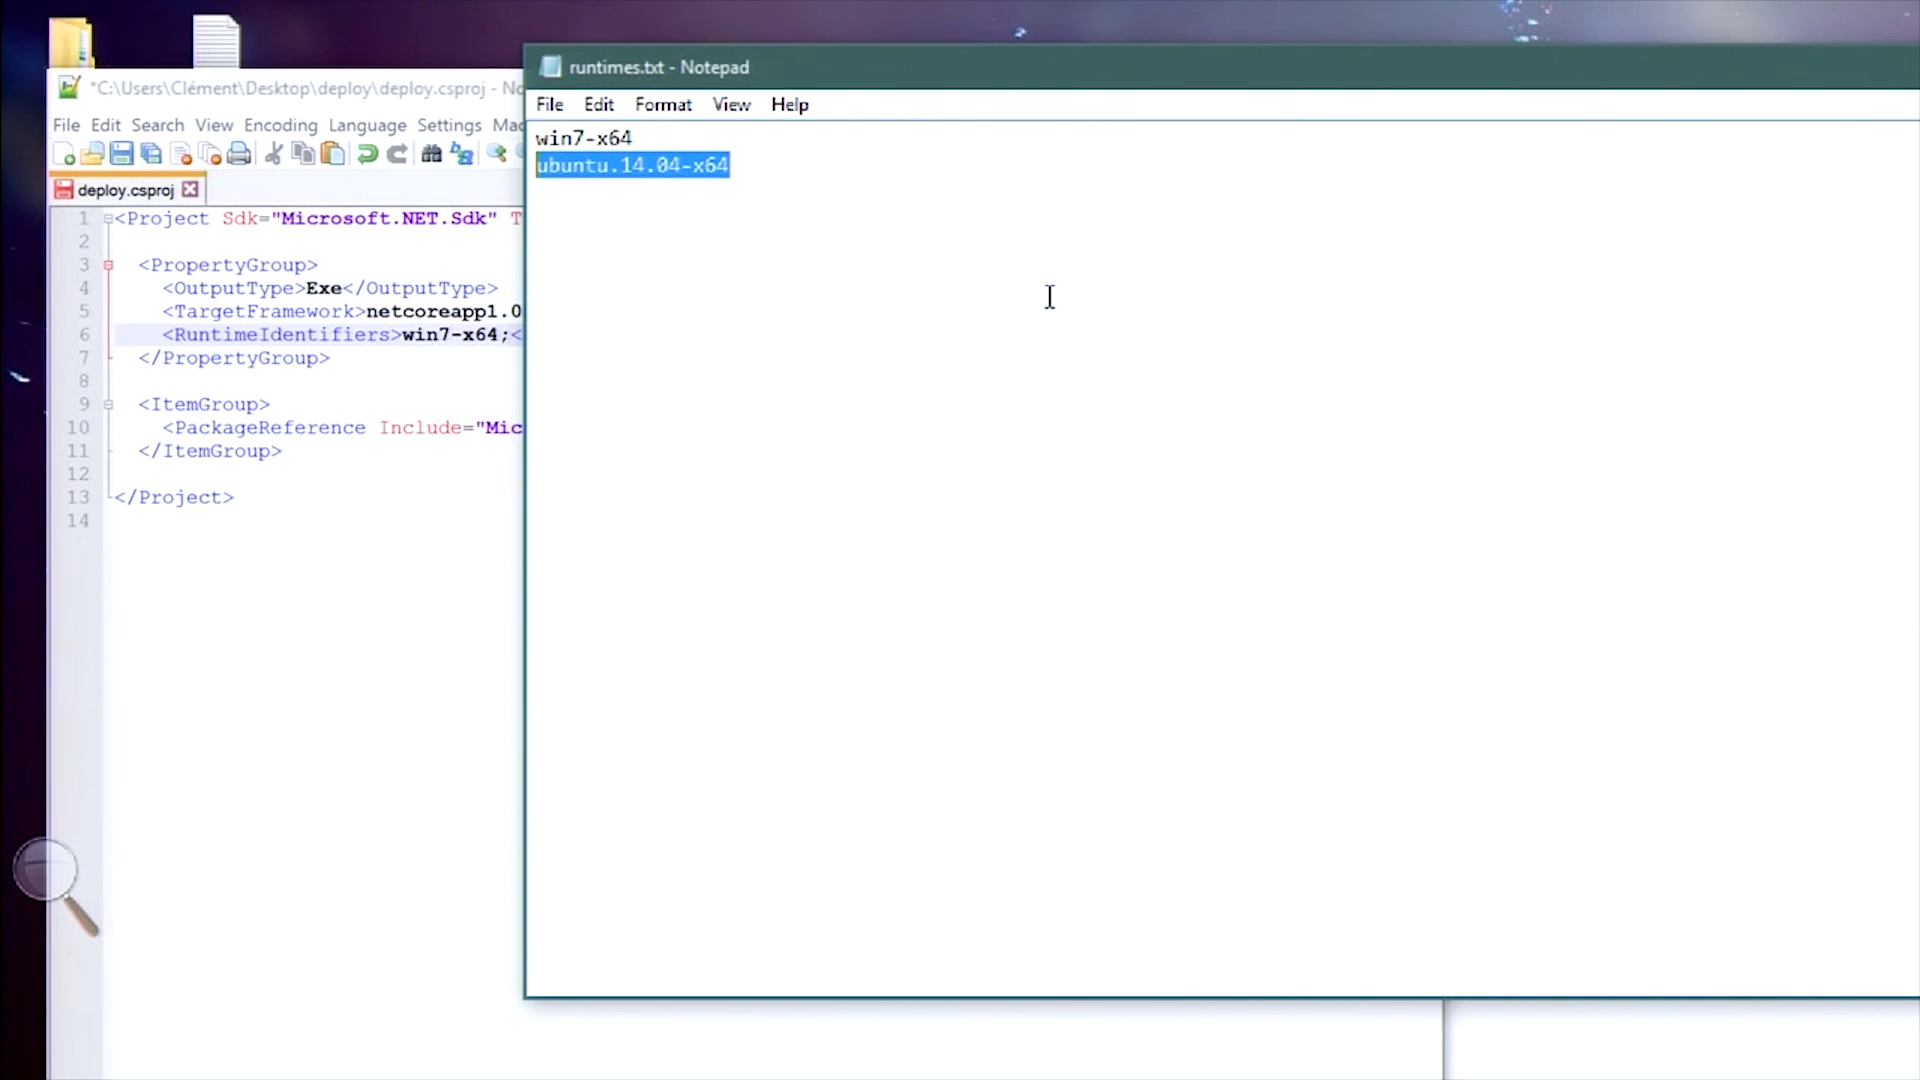 *C:\Users\Clément\Desktop\deploy\deploy.csproj - No
File Edit Search View Encoding Language Settings Mac
deploy.csproj
1 <Project Sdk="Microsoft.NET.Sdk" T
2
3 <PropertyGroup>
4 <OutputType>Exe</OutputType>
5 <TargetFramework>netcoreapp1.0
6 <RuntimeIdentifiers>win7-x64;<
7 </PropertyGroup>
8
9 <ItemGroup>
10 <PackageReference Include="Mic
11 </ItemGroup>
12
13 </Project>
14
runtimes.txt - Notepad
File Edit Format View Help
win7-x64
ubuntu.14.04-x64